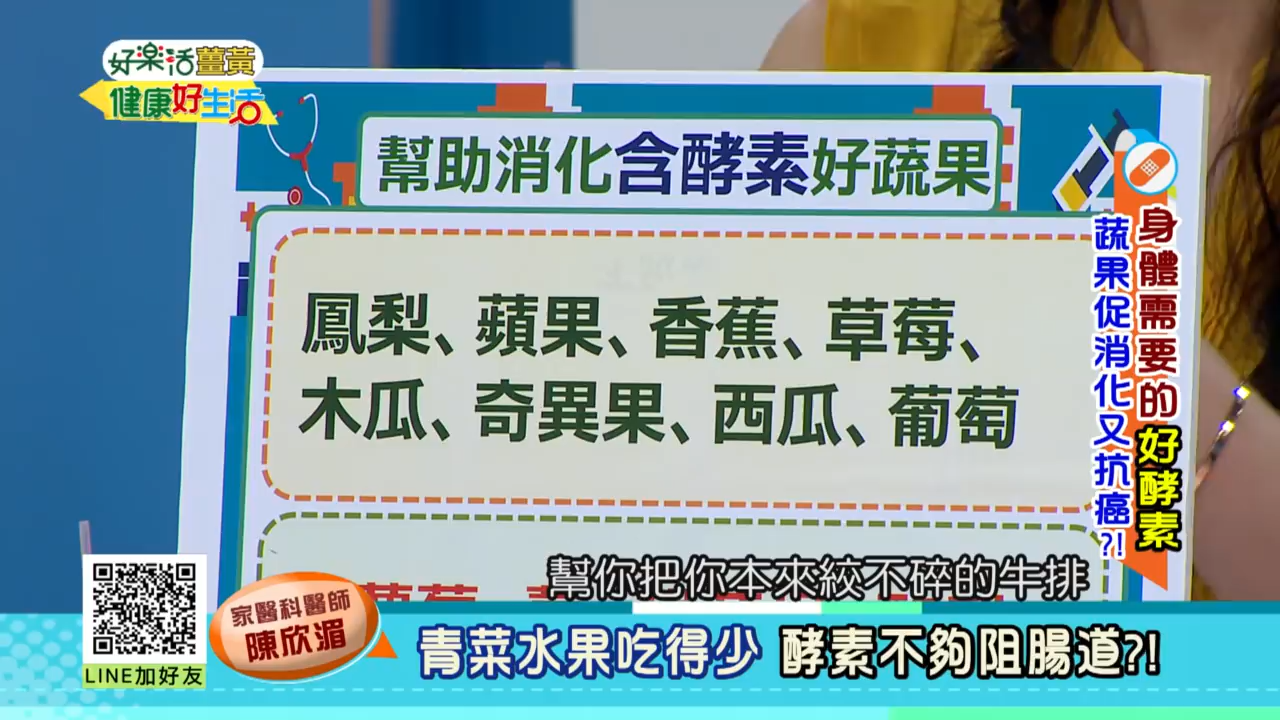 好楽活薑黃
健康好生活
幫助消化含酵素好蔬果
鳳梨、蘋果、香蕉、草莓、
木瓜、奇異果、西瓜、葡萄
身體需要的好酵素
蔬果促消化又抗癌?!
幫你把你本來絞不碎的牛排
家醫科醫師
陳欣湄
青菜水果吃得少 酵素不夠阻腸道?!
LINE加好友